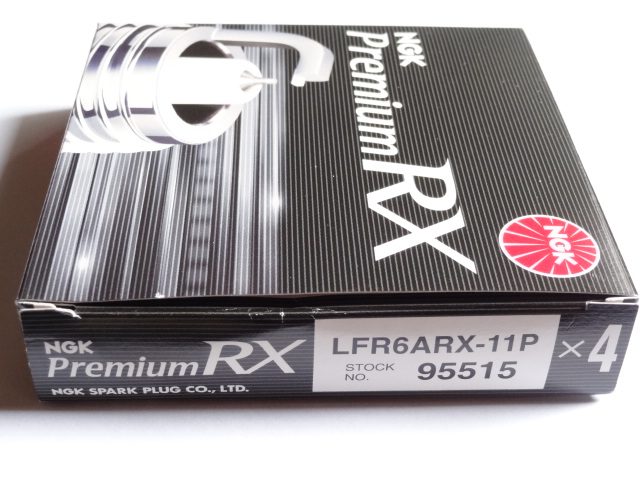 NGK
Premium RX
NGK
NGK
Premium RX
NGK SPARK PLUG CO., LTD.
LFR6ARX-11P
STOCK NO. 95515
×4